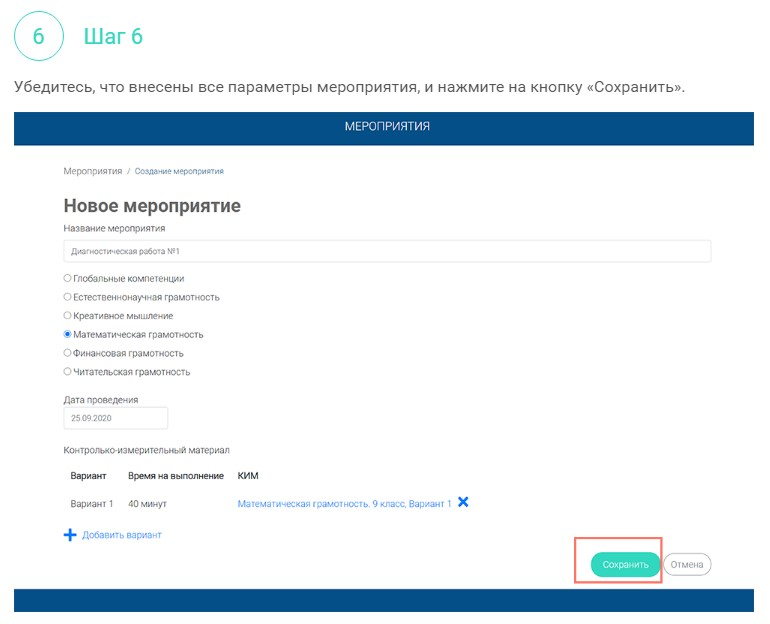 6 Шаг 6
Убедитесь, что внесены все параметры мероприятия, и нажмите на кнопку «Сохранить».
МЕРОПРИЯТИЯ
Мероприятия / Создание мероприятия
Новое мероприятие
Название мероприятия
Диагностическая работа №1
Глобальные компетенции
Естественнонаучная грамотность
Креативное мышление
Математическая грамотность
Финансовая грамотность
Читательская грамотность
Дата проведения
25.09.2020
Контролько-измерительный материал
Вариант Время на выполнение КИМ
Вариант 1 40 минут Математическая грамотность. 9 класс, Вариант 1
Добавить вариант
Сохранить Отмена